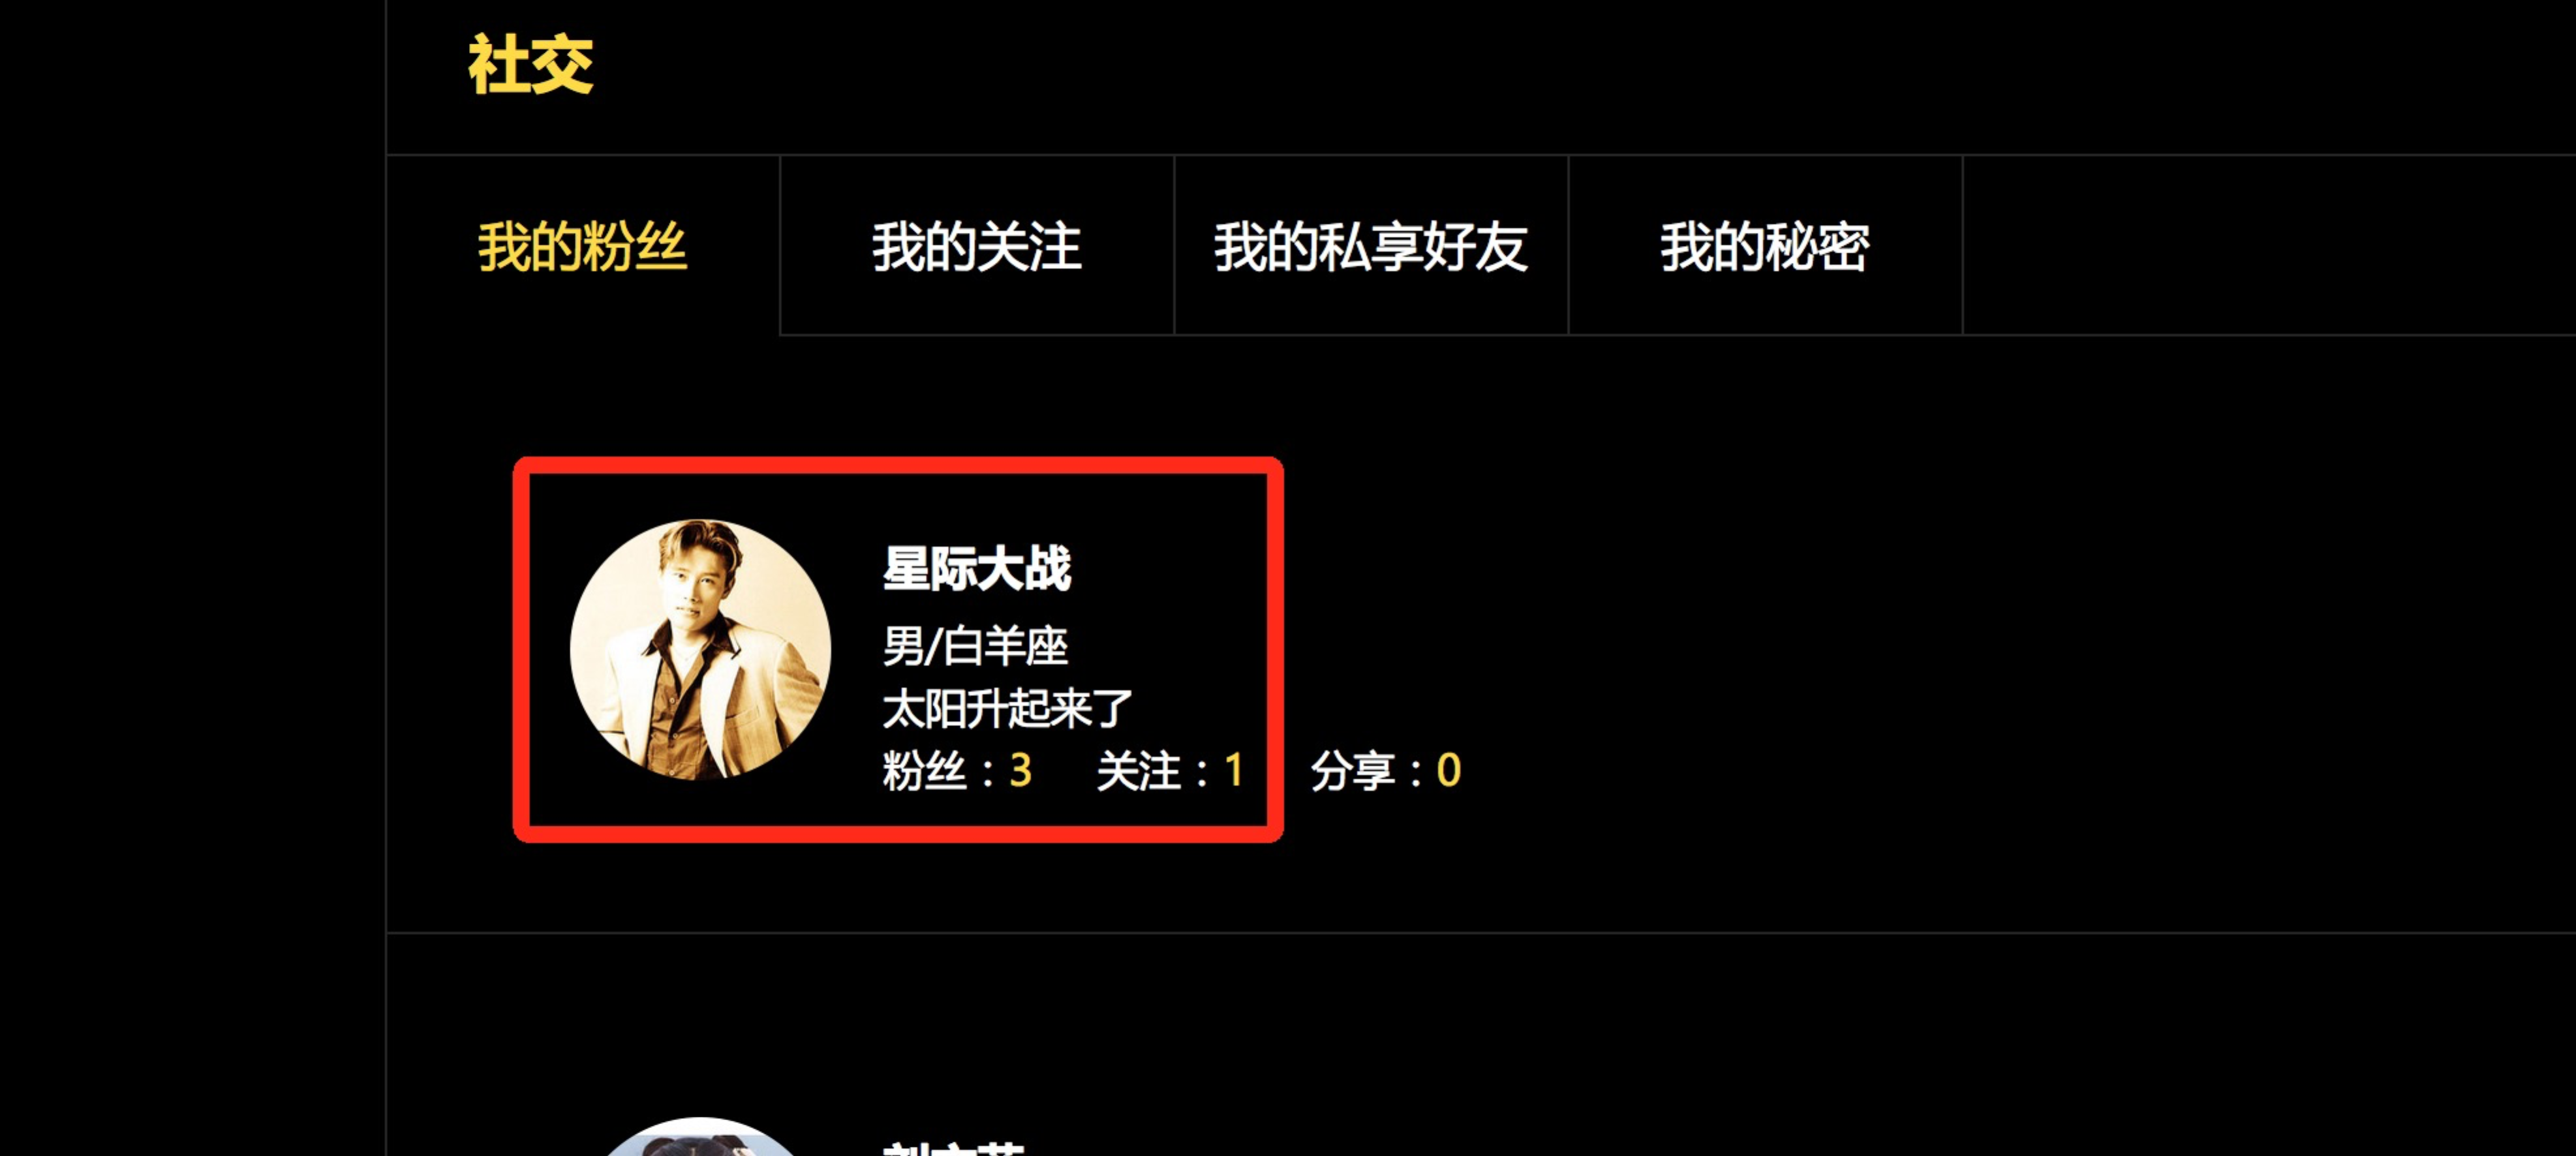 社交
我的粉丝 我的关注 我的私享好友 我的秘密
星际大战
男/白羊座
太阳升起来了
粉丝：3 关注：1 分享：0